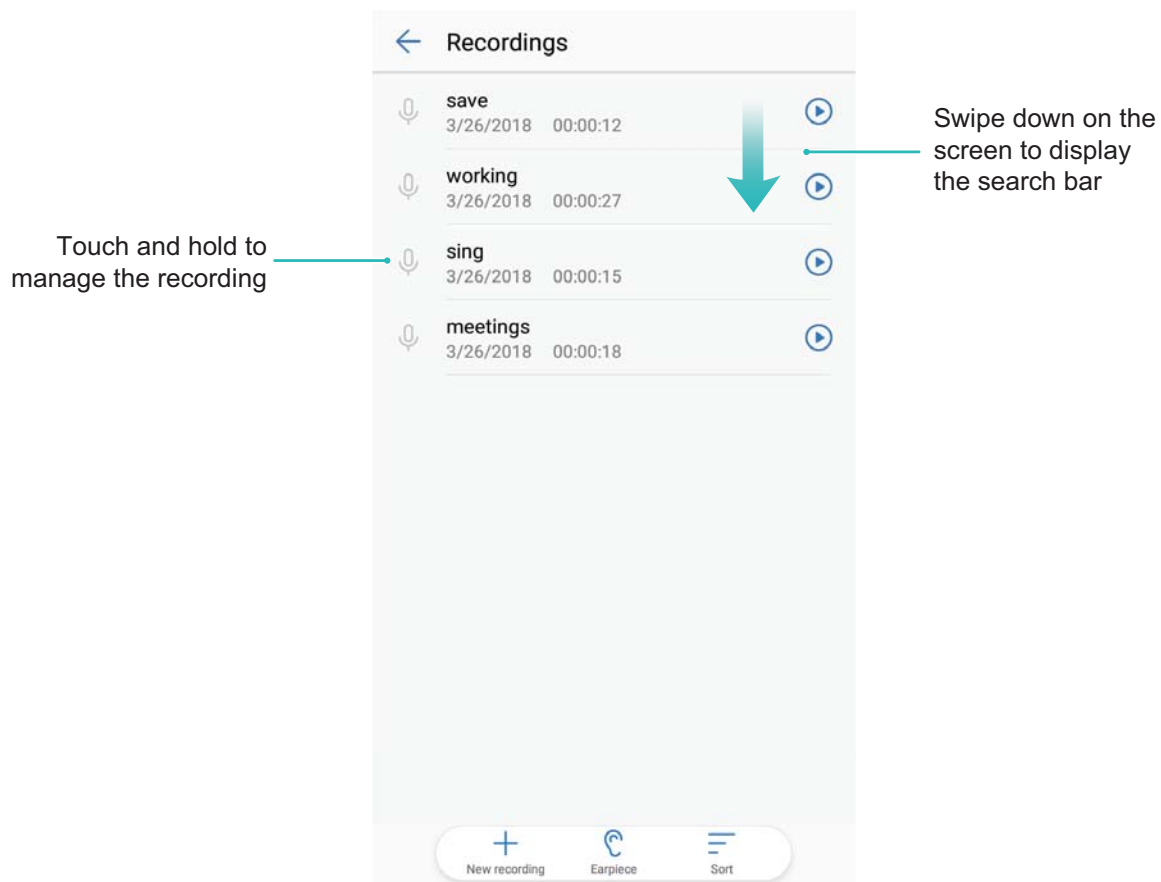 Recordings
save
3/26/2018 00:00:12
Swipe down on the
screen to display
the search bar
working
3/26/2018 00:00:27
Touch and hold to
manage the recording
sing
3/26/2018 00:00:15
meetings
3/26/2018 00:00:18
New recording
Earpiece
Sort